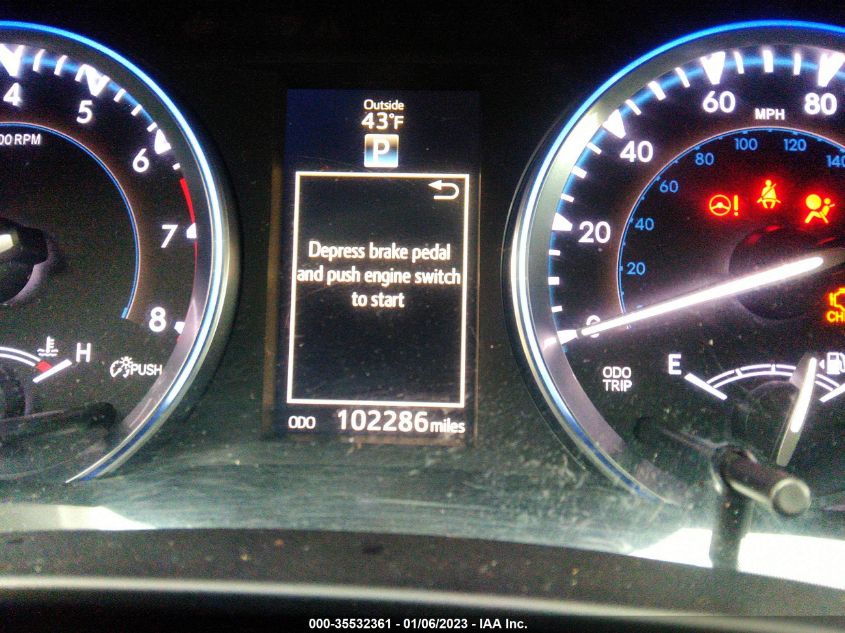 4
5
6
7
8
00 RPM
H
PUSH
Outside
43°F
P
Depress brake pedal
and push engine switch
to start
ODO 102286 miles
0
20
40
60
80
MPH
20
40
60
80
100
120
140
!
CH
ODO
TRIP
E
000-35532361 - 01/06/2023 - IAA Inc.